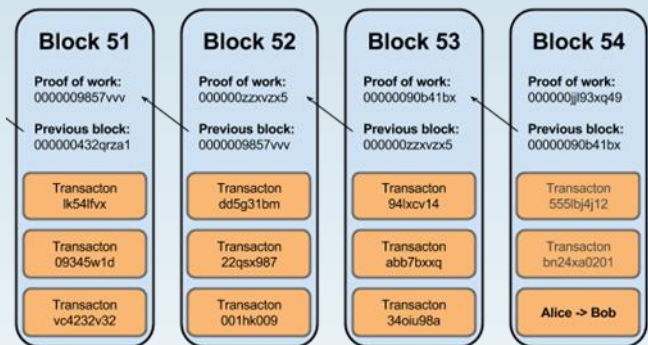 Block 51
Proof of work:
0000009857vvv
Previous block:
000000432qrza1
Transacton
lk54lfvx
Transacton
09345w1d
Transacton
vc4232v32
Block 52
Proof of work:
000000zzxvzx5
Previous block:
0000009857vvv
Transacton
dd5g31bm
Transacton
22qsx987
Transacton
001hk009
Block 53
Proof of work:
00000090b41bx
Previous block:
000000zzxvzx5
Transacton
94lxcv14
Transacton
abb7bxxq
Transacton
34oiu98a
Block 54
Proof of work:
000000jjl93xq49
Previous block:
00000090b41bx
Transacton
555lbj4j12
Transacton
bn24xa0201
Alice -> Bob